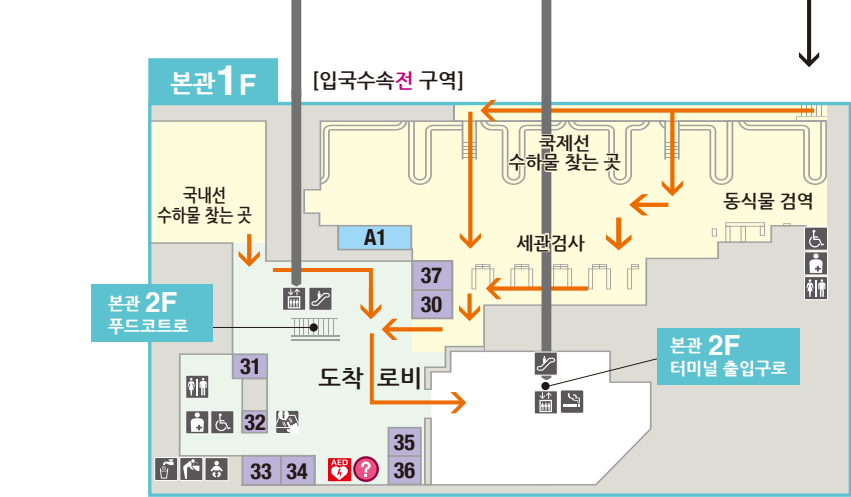 본관1F
[입국수속전 구역]
국제선
수하물 찾는 곳
국내선
수하물 찾는 곳
동식물 검역
A1
세관검사
37
30
본관 2F
푸드코트로
본관 2F
터미널 출입구로
31
도착 로비
32
35
33
34
AED
?
36